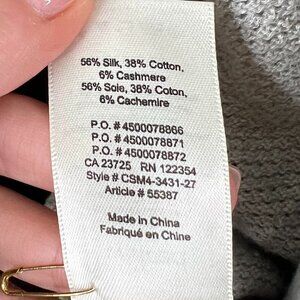 56% Silk, 38% Cotton,
6% Cashmere
56% Soie, 38% Coton,
6% Cachemire
P.O. # 4500078866
P.O. # 4500078871
P.O. # 4500078872
CA 23725 RN 122354
Style # CSM4-3431-27
Article # 55387
Made in China
Fabriqué en Chine